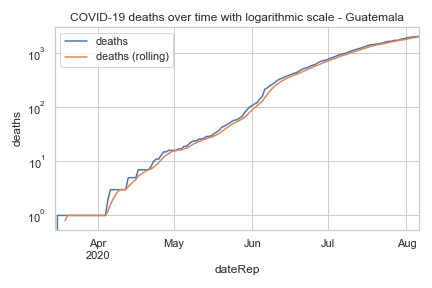 COVID-19 deaths over time with logarithmic scale - Guatemala
deaths
deaths (rolling)
10³
10²
10¹
10⁰
deaths
Apr May Jun Jul Aug
2020
dateRep